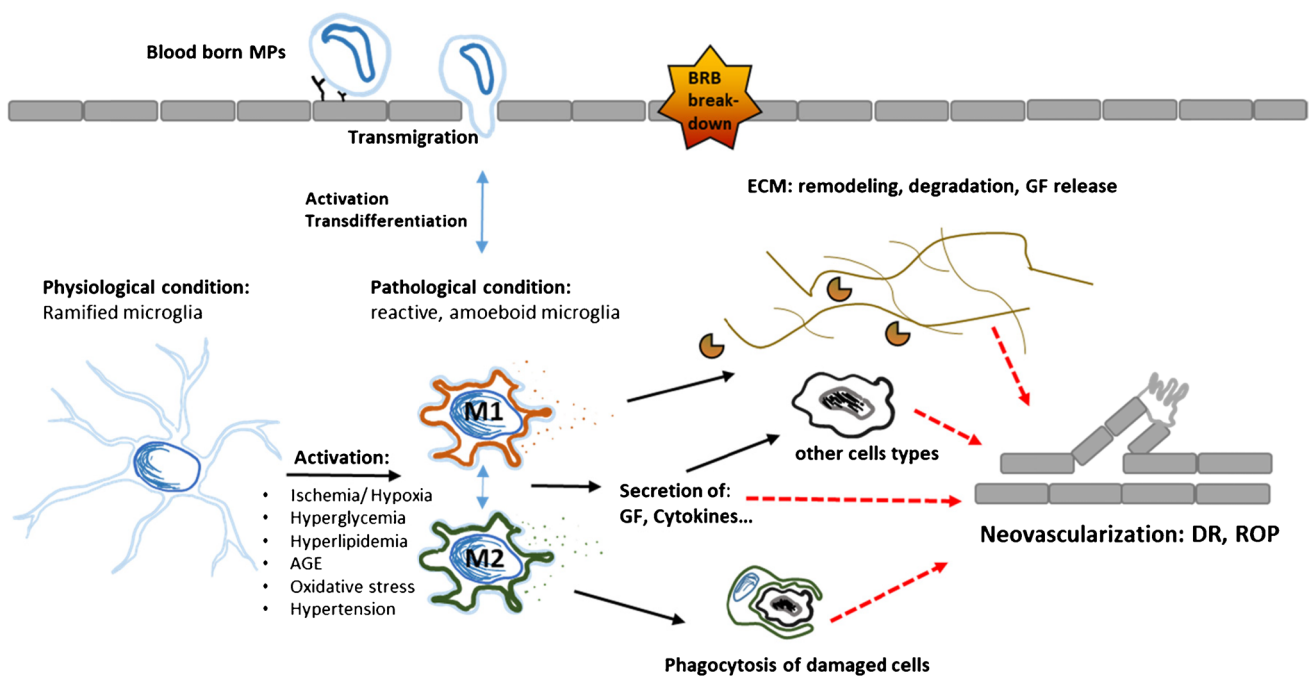 Blood born MPs
BRB
break-
down
Transmigration
ECM: remodeling, degradation, GF release
Activation
Transdifferentiation
Physiological condition:
Ramified microglia
Pathological condition:
reactive, amoeboid microglia
M1
other cells types
Activation:
• Ischemia/ Hypoxia
• Hyperglycemia
• Hyperlipidemia
• AGE
• Oxidative stress
• Hypertension
Secretion of:
GF, Cytokines...
M2
Neovascularization: DR, ROP
Phagocytosis of damaged cells